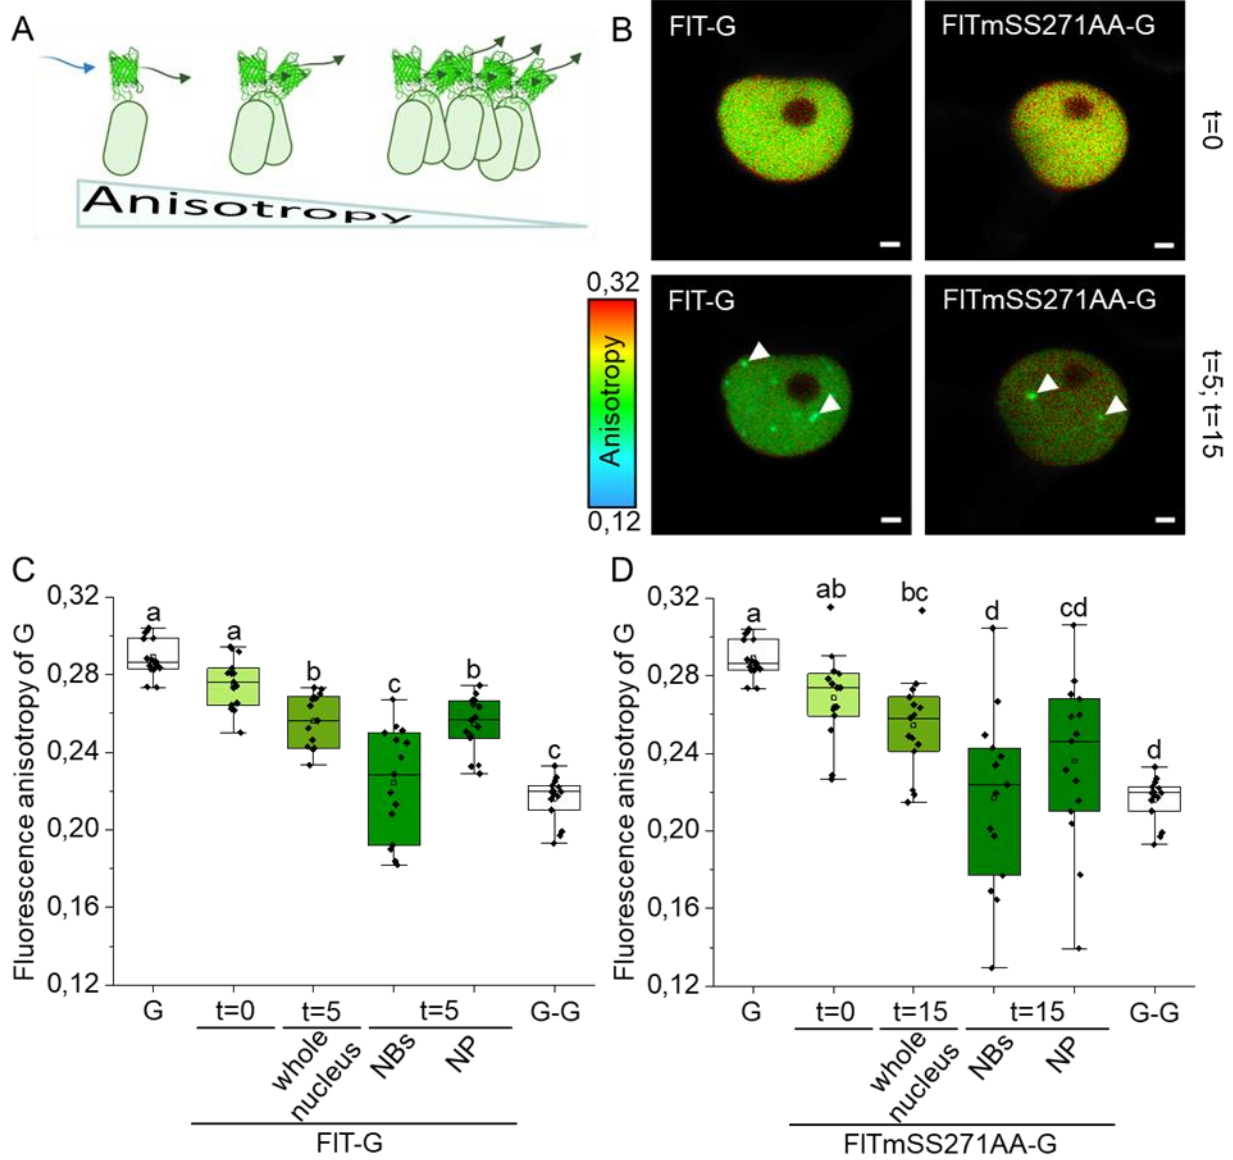 A
Anisotropy
B
FIT-G
FITmSS271AA-G
t=0
FIT-G
FITmSS271AA-G
t=5; t=15
0,32
Anisotropy
0,12
C
Fluorescence anisotropy of G
0,32
0,28
0,24
0,20
0,16
0,12
a
a
b
c
b
c
G
t=0
t=5
t=5
G-G
whole
nucleus
NBs
NP
FIT-G
D
Fluorescence anisotropy of G
0,32
0,28
0,24
0,20
0,16
0,12
a
ab
bc
d
cd
d
G
t=0
t=15
t=15
G-G
whole
nucleus
NBs
NP
FITmSS271AA-G